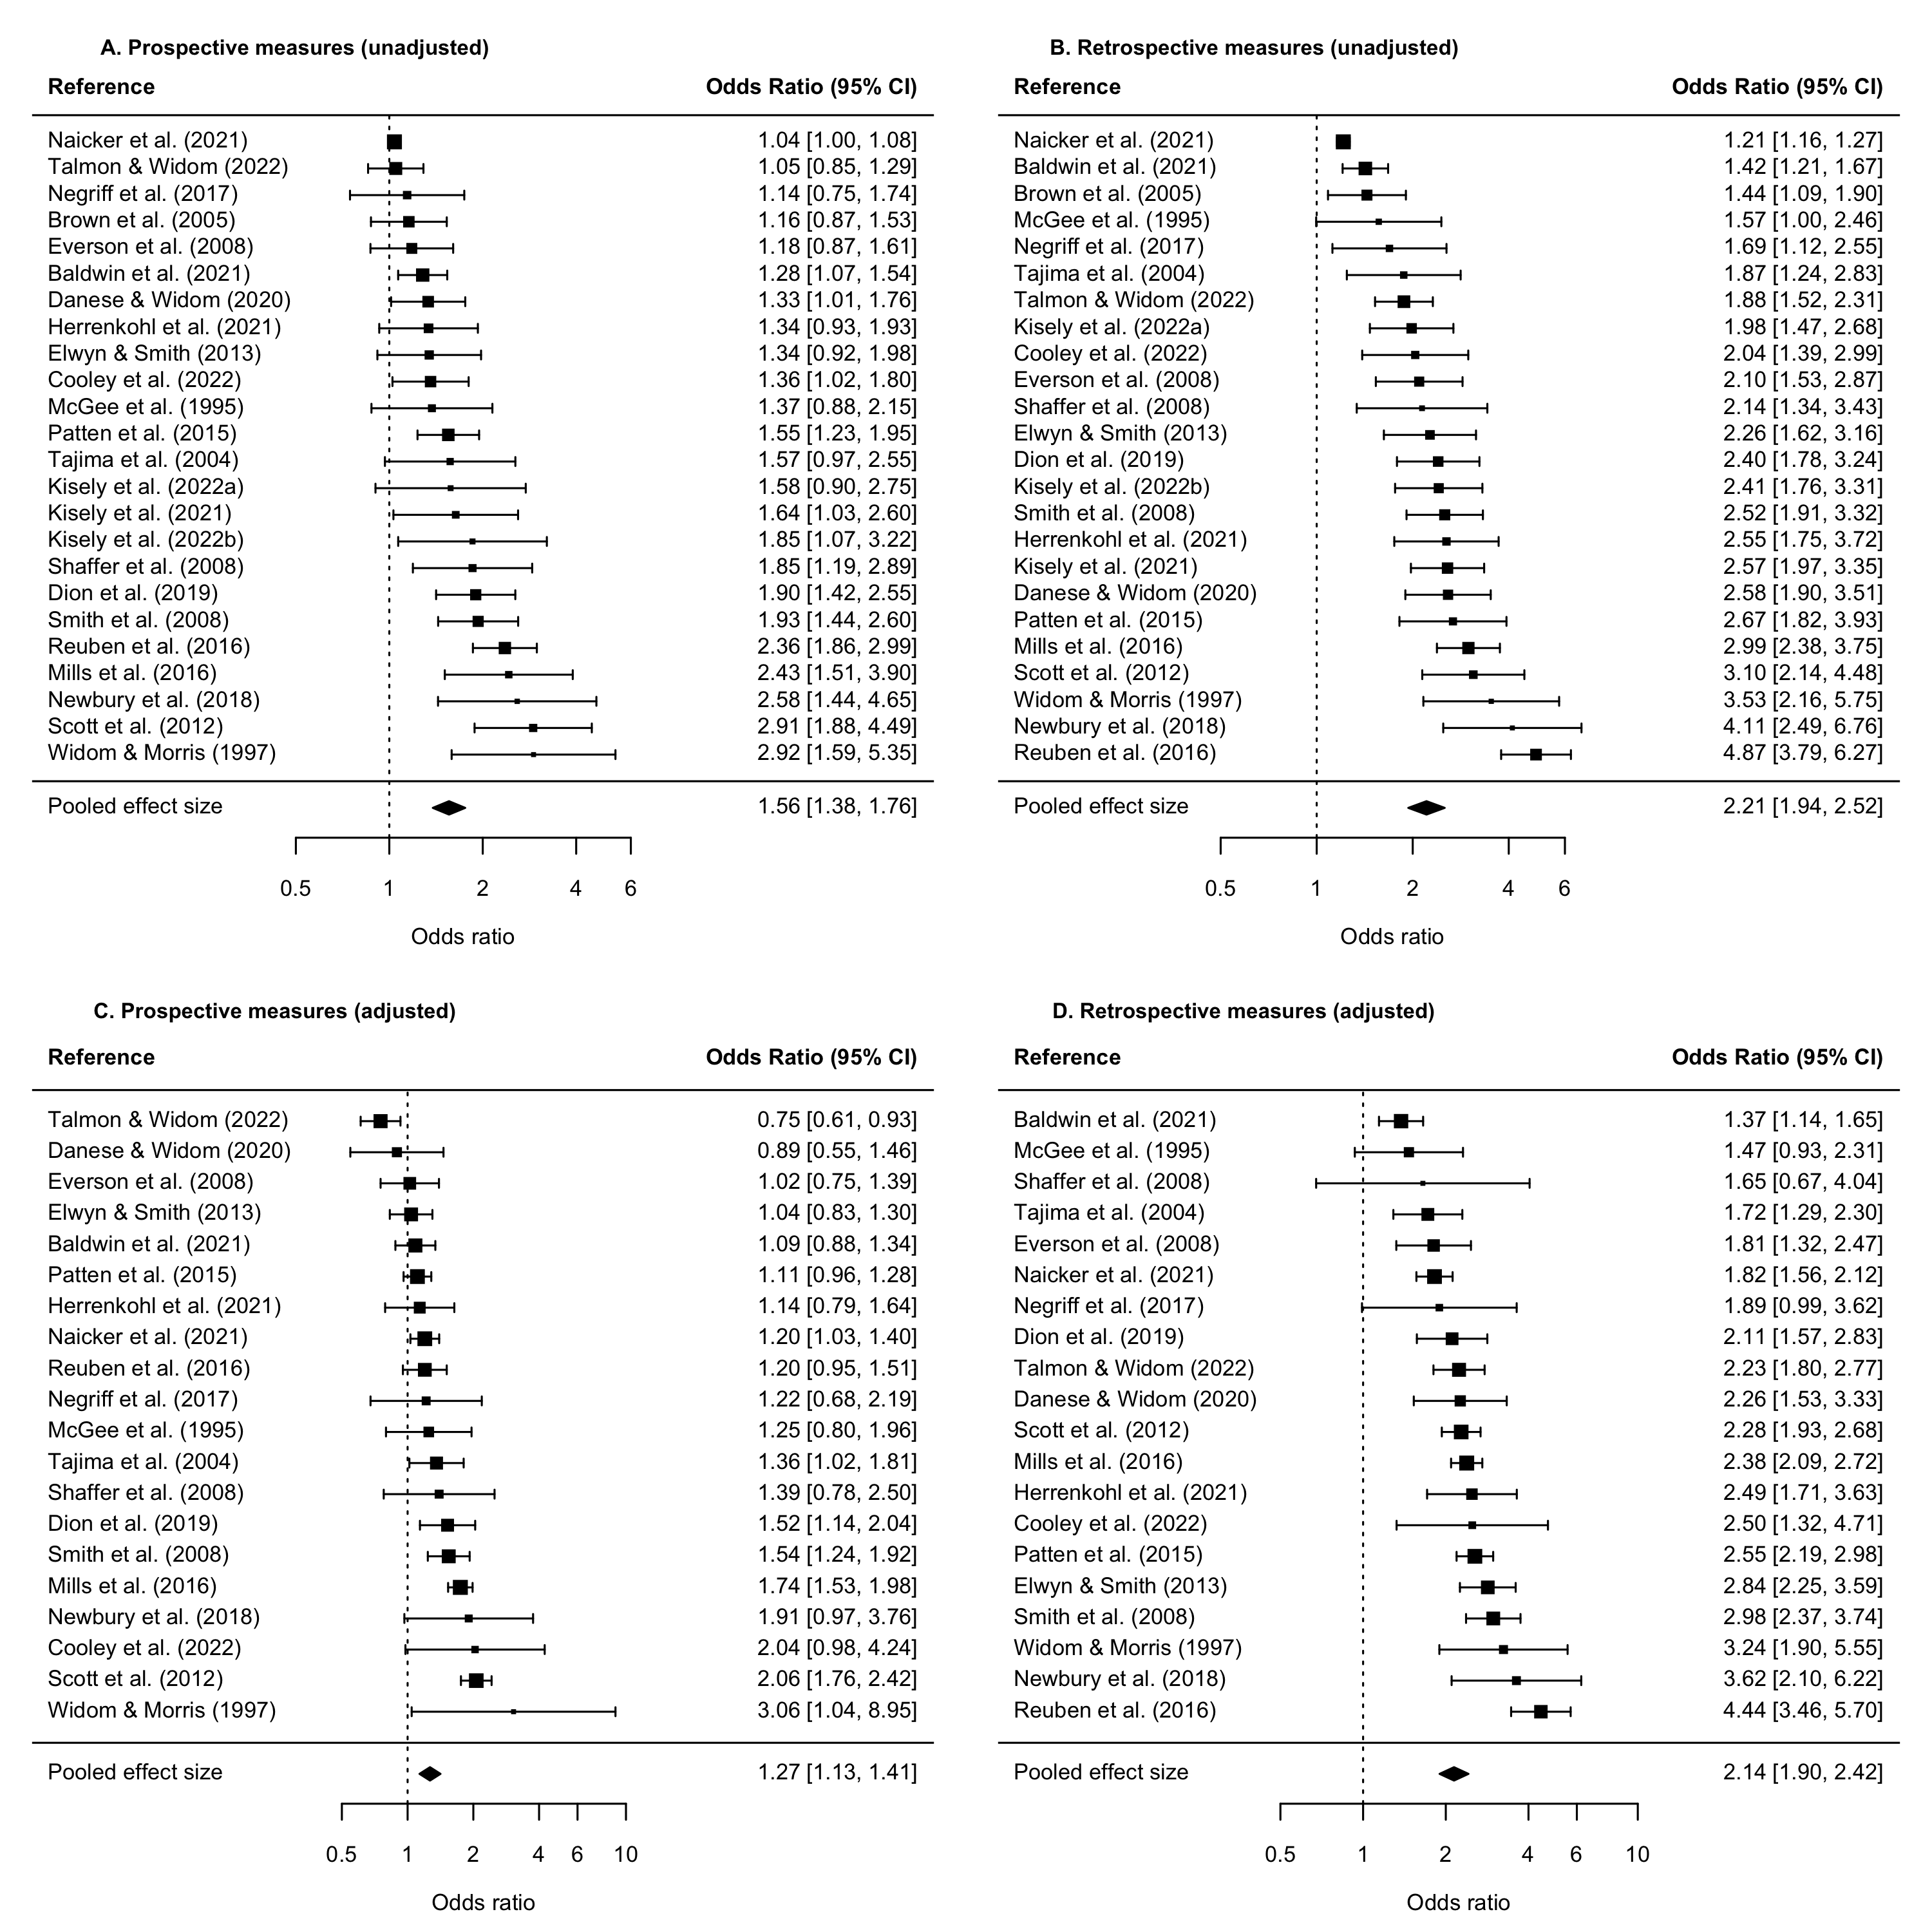 A. Prospective measures (unadjusted)
Reference Odds Ratio (95% CI)
Naicker et al. (2021) 1.04 [1.00, 1.08]
Talmon & Widom (2022) 1.05 [0.85, 1.29]
Negriff et al. (2017) 1.14 [0.75, 1.74]
Brown et al. (2005) 1.16 [0.87, 1.53]
Everson et al. (2008) 1.18 [0.87, 1.61]
Baldwin et al. (2021) 1.28 [1.07, 1.54]
Danese & Widom (2020) 1.33 [1.01, 1.76]
Herrenkohl et al. (2021) 1.34 [0.93, 1.93]
Elwyn & Smith (2013) 1.34 [0.92, 1.98]
Cooley et al. (2022) 1.36 [1.02, 1.80]
McGee et al. (1995) 1.37 [0.88, 2.15]
Patten et al. (2015) 1.55 [1.23, 1.95]
Tajima et al. (2004) 1.57 [0.97, 2.55]
Kisely et al. (2022a) 1.58 [0.90, 2.75]
Kisely et al. (2021) 1.64 [1.03, 2.60]
Kisely et al. (2022b) 1.85 [1.07, 3.22]
Shaffer et al. (2008) 1.85 [1.19, 2.89]
Dion et al. (2019) 1.90 [1.42, 2.55]
Smith et al. (2008) 1.93 [1.44, 2.60]
Reuben et al. (2016) 2.36 [1.86, 2.99]
Mills et al. (2016) 2.43 [1.51, 3.90]
Newbury et al. (2018) 2.58 [1.44, 4.65]
Scott et al. (2012) 2.91 [1.88, 4.49]
Widom & Morris (1997) 2.92 [1.59, 5.35]
Pooled effect size 1.56 [1.38, 1.76]
0.5 1 2 4 6
Odds ratio
B. Retrospective measures (unadjusted)
Reference Odds Ratio (95% CI)
Naicker et al. (2021) 1.21 [1.16, 1.27]
Baldwin et al. (2021) 1.42 [1.21, 1.67]
Brown et al. (2005) 1.44 [1.09, 1.90]
McGee et al. (1995) 1.57 [1.00, 2.46]
Negriff et al. (2017) 1.69 [1.12, 2.55]
Tajima et al. (2004) 1.87 [1.24, 2.83]
Talmon & Widom (2022) 1.88 [1.52, 2.31]
Kisely et al. (2022a) 1.98 [1.47, 2.68]
Cooley et al. (2022) 2.04 [1.39, 2.99]
Everson et al. (2008) 2.10 [1.53, 2.87]
Shaffer et al. (2008) 2.14 [1.34, 3.43]
Elwyn & Smith (2013) 2.26 [1.62, 3.16]
Dion et al. (2019) 2.40 [1.78, 3.24]
Kisely et al. (2022b) 2.41 [1.76, 3.31]
Smith et al. (2008) 2.52 [1.91, 3.32]
Herrenkohl et al. (2021) 2.55 [1.75, 3.72]
Kisely et al. (2021) 2.57 [1.97, 3.35]
Danese & Widom (2020) 2.58 [1.90, 3.51]
Patten et al. (2015) 2.67 [1.82, 3.93]
Mills et al. (2016) 2.99 [2.38, 3.75]
Scott et al. (2012) 3.10 [2.14, 4.48]
Widom & Morris (1997) 3.53 [2.16, 5.75]
Newbury et al. (2018) 4.11 [2.49, 6.76]
Reuben et al. (2016) 4.87 [3.79, 6.27]
Pooled effect size 2.21 [1.94, 2.52]
0.5 1 2 4 6
Odds ratio
C. Prospective measures (adjusted)
Reference Odds Ratio (95% CI)
Talmon & Widom (2022) 0.75 [0.61, 0.93]
Danese & Widom (2020) 0.89 [0.55, 1.46]
Everson et al. (2008) 1.02 [0.75, 1.39]
Elwyn & Smith (2013) 1.04 [0.83, 1.30]
Baldwin et al. (2021) 1.09 [0.88, 1.34]
Patten et al. (2015) 1.11 [0.96, 1.28]
Herrenkohl et al. (2021) 1.14 [0.79, 1.64]
Naicker et al. (2021) 1.20 [1.03, 1.40]
Reuben et al. (2016) 1.20 [0.95, 1.51]
Negriff et al. (2017) 1.22 [0.68, 2.19]
McGee et al. (1995) 1.25 [0.80, 1.96]
Tajima et al. (2004) 1.36 [1.02, 1.81]
Shaffer et al. (2008) 1.39 [0.78, 2.50]
Dion et al. (2019) 1.52 [1.14, 2.04]
Smith et al. (2008) 1.54 [1.24, 1.92]
Mills et al. (2016) 1.74 [1.53, 1.98]
Newbury et al. (2018) 1.91 [0.97, 3.76]
Cooley et al. (2022) 2.04 [0.98, 4.24]
Scott et al. (2012) 2.06 [1.76, 2.42]
Widom & Morris (1997) 3.06 [1.04, 8.95]
Pooled effect size 1.27 [1.13, 1.41]
0.5 1 2 4 6 10
Odds ratio
D. Retrospective measures (adjusted)
Reference Odds Ratio (95% CI)
Baldwin et al. (2021) 1.37 [1.14, 1.65]
McGee et al. (1995) 1.47 [0.93, 2.31]
Shaffer et al. (2008) 1.65 [0.67, 4.04]
Tajima et al. (2004) 1.72 [1.29, 2.30]
Everson et al. (2008) 1.81 [1.32, 2.47]
Naicker et al. (2021) 1.82 [1.56, 2.12]
Negriff et al. (2017) 1.89 [0.99, 3.62]
Dion et al. (2019) 2.11 [1.57, 2.83]
Talmon & Widom (2022) 2.23 [1.80, 2.77]
Danese & Widom (2020) 2.26 [1.53, 3.33]
Scott et al. (2012) 2.28 [1.93, 2.68]
Mills et al. (2016) 2.38 [2.09, 2.72]
Herrenkohl et al. (2021) 2.49 [1.71, 3.63]
Cooley et al. (2022) 2.50 [1.32, 4.71]
Patten et al. (2015) 2.55 [2.19, 2.98]
Elwyn & Smith (2013) 2.84 [2.25, 3.59]
Smith et al. (2008) 2.98 [2.37, 3.74]
Widom & Morris (1997) 3.24 [1.90, 5.55]
Newbury et al. (2018) 3.62 [2.10, 6.22]
Reuben et al. (2016) 4.44 [3.46, 5.70]
Pooled effect size 2.14 [1.90, 2.42]
0.5 1 2 4 6 10
Odds ratio